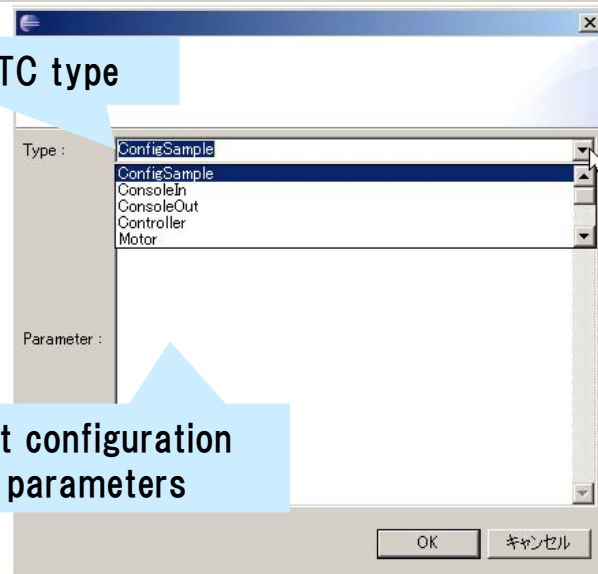 TC type
Type :
ConfigSample
ConfigSample
ConsoleIn
ConsoleOut
Controller
Motor
Parameter :
t configuration
parameters
OK
キャンセル